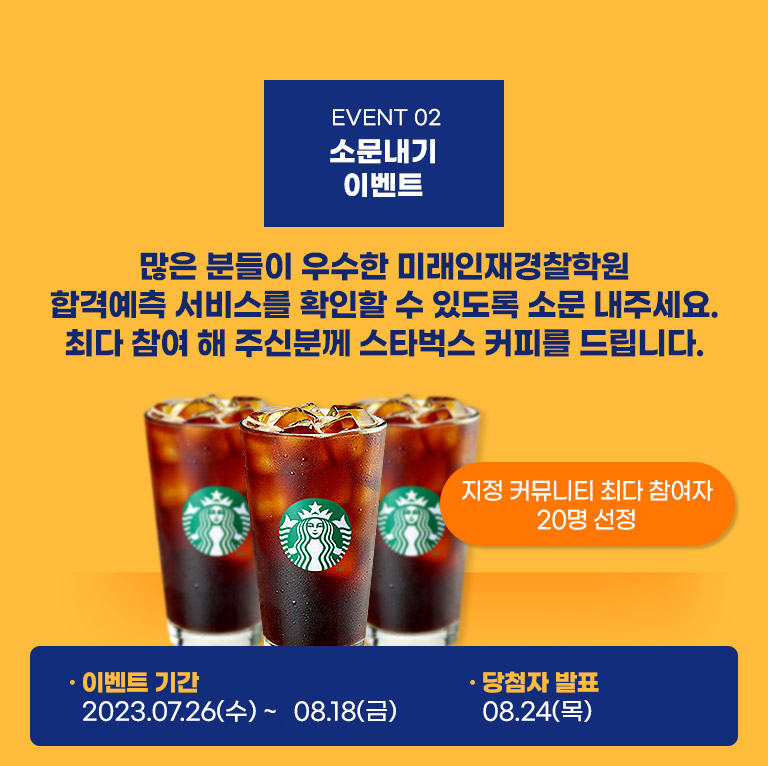 EVENT 02
소문내기
이벤트
많은 분들이 우수한 미래인재경찰학원
합격예측 서비스를 확인할 수 있도록 소문 내주세요.
최다 참여 해 주신분께 스타벅스 커피를 드립니다.
지정 커뮤니티 최다 참여자
20명 선정
· 이벤트 기간
2023.07.26(수) ~ 08.18(금)
· 당첨자 발표
08.24(목)